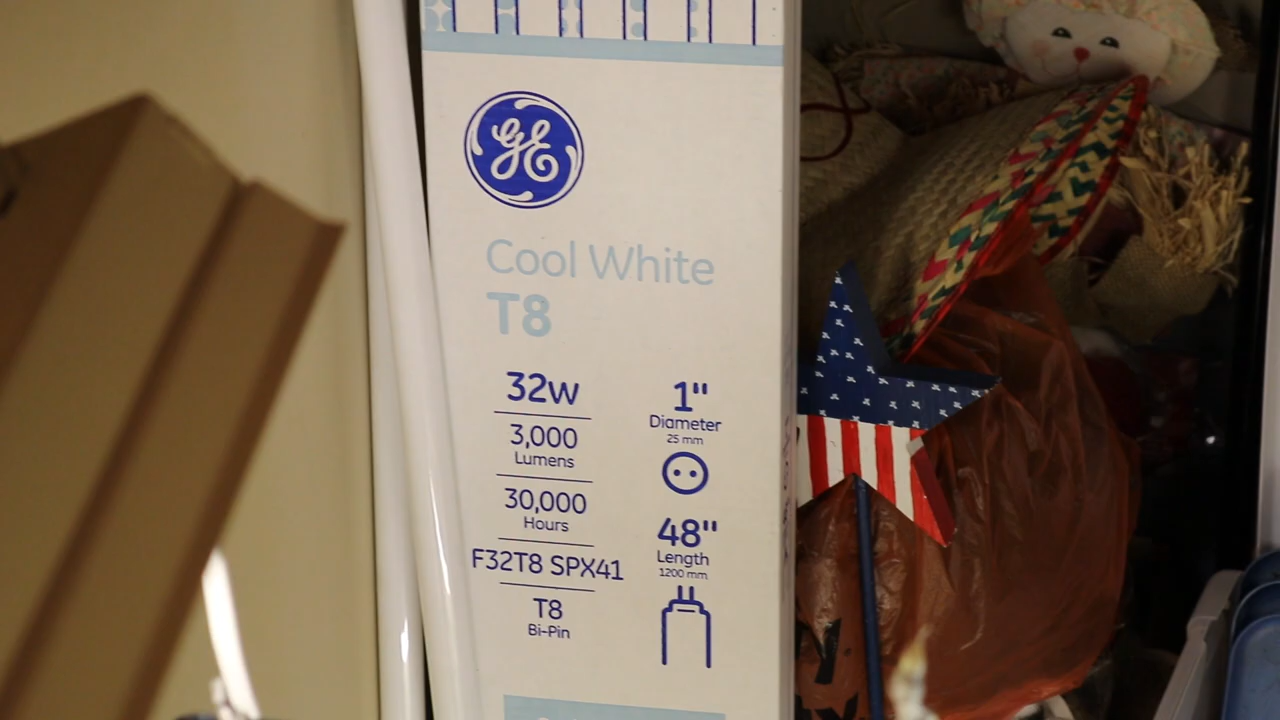 GE
Cool White
T8
32w
3,000
Lumens
30,000
Hours
F32T8 SPX41
T8
Bi-Pin
1"
Diameter
25 mm
48"
Length
1200 mm